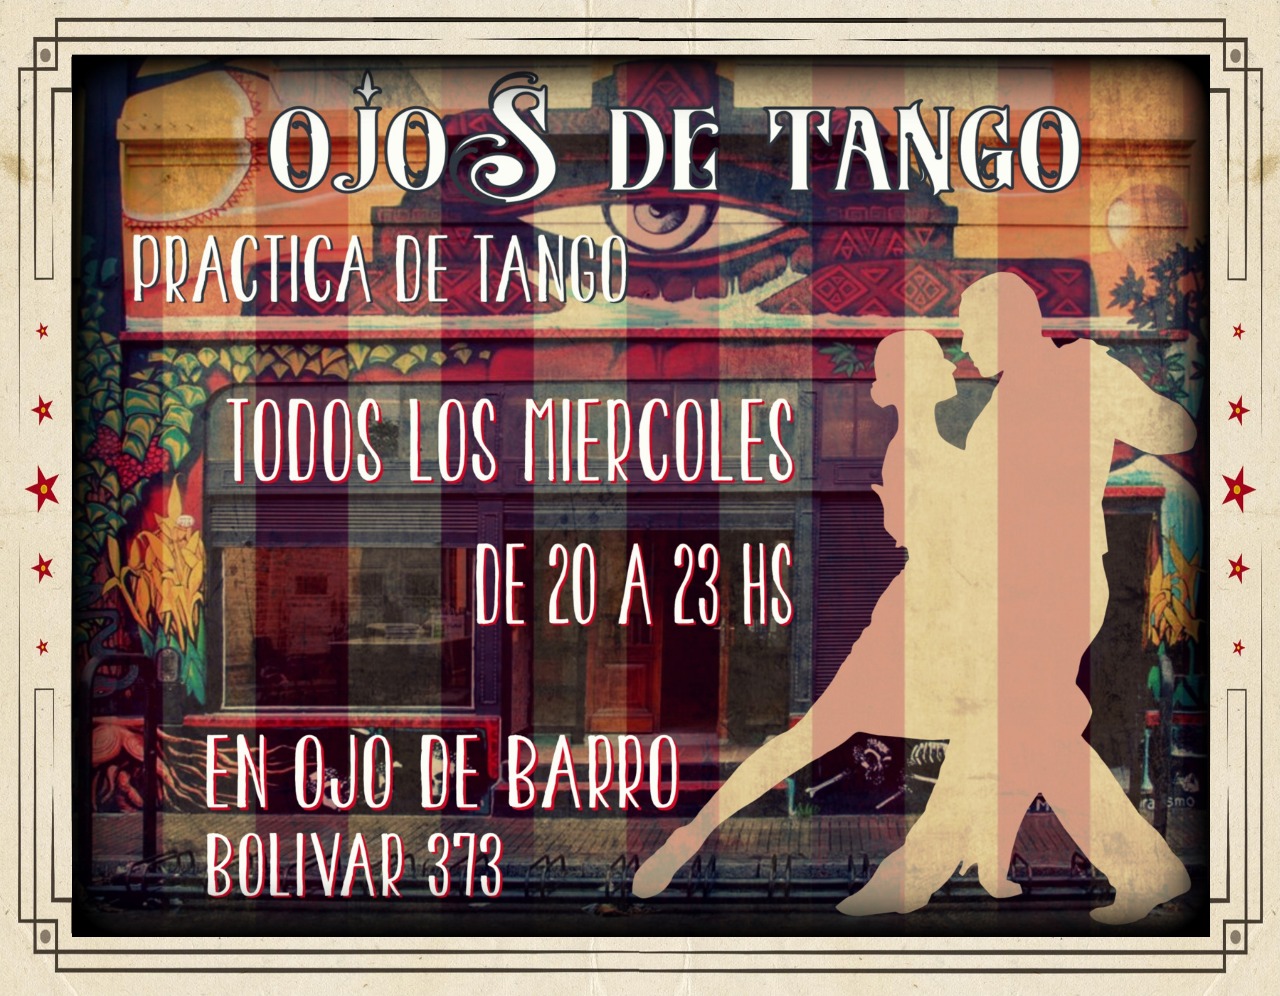 OJOS DE TANGO
PRACTICA DE TANGO
TODOS LOS MIERCOLES
DE 20 A 23 HS
EN OJO DE BARRO
BOLIVAR 373